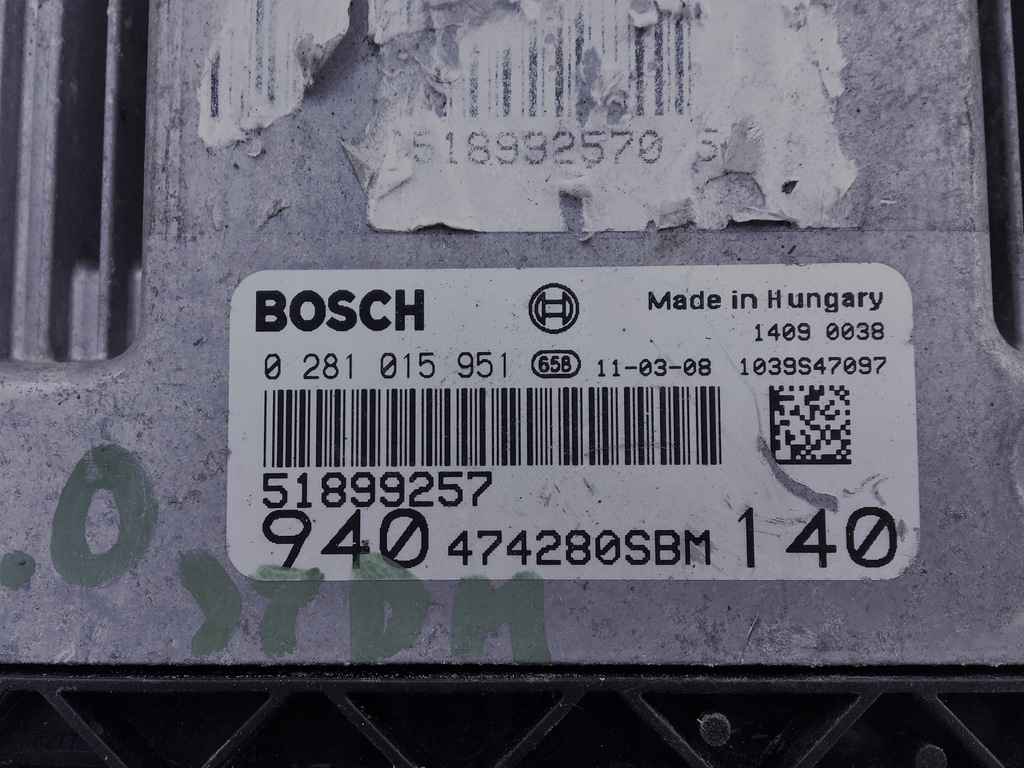 518992570 5
BOSCH
Made in Hungary
1409 0038
0 281 015 951 658 11-03-08 1039S47097
51899257
940 474280SBM 140
.0
JTDM